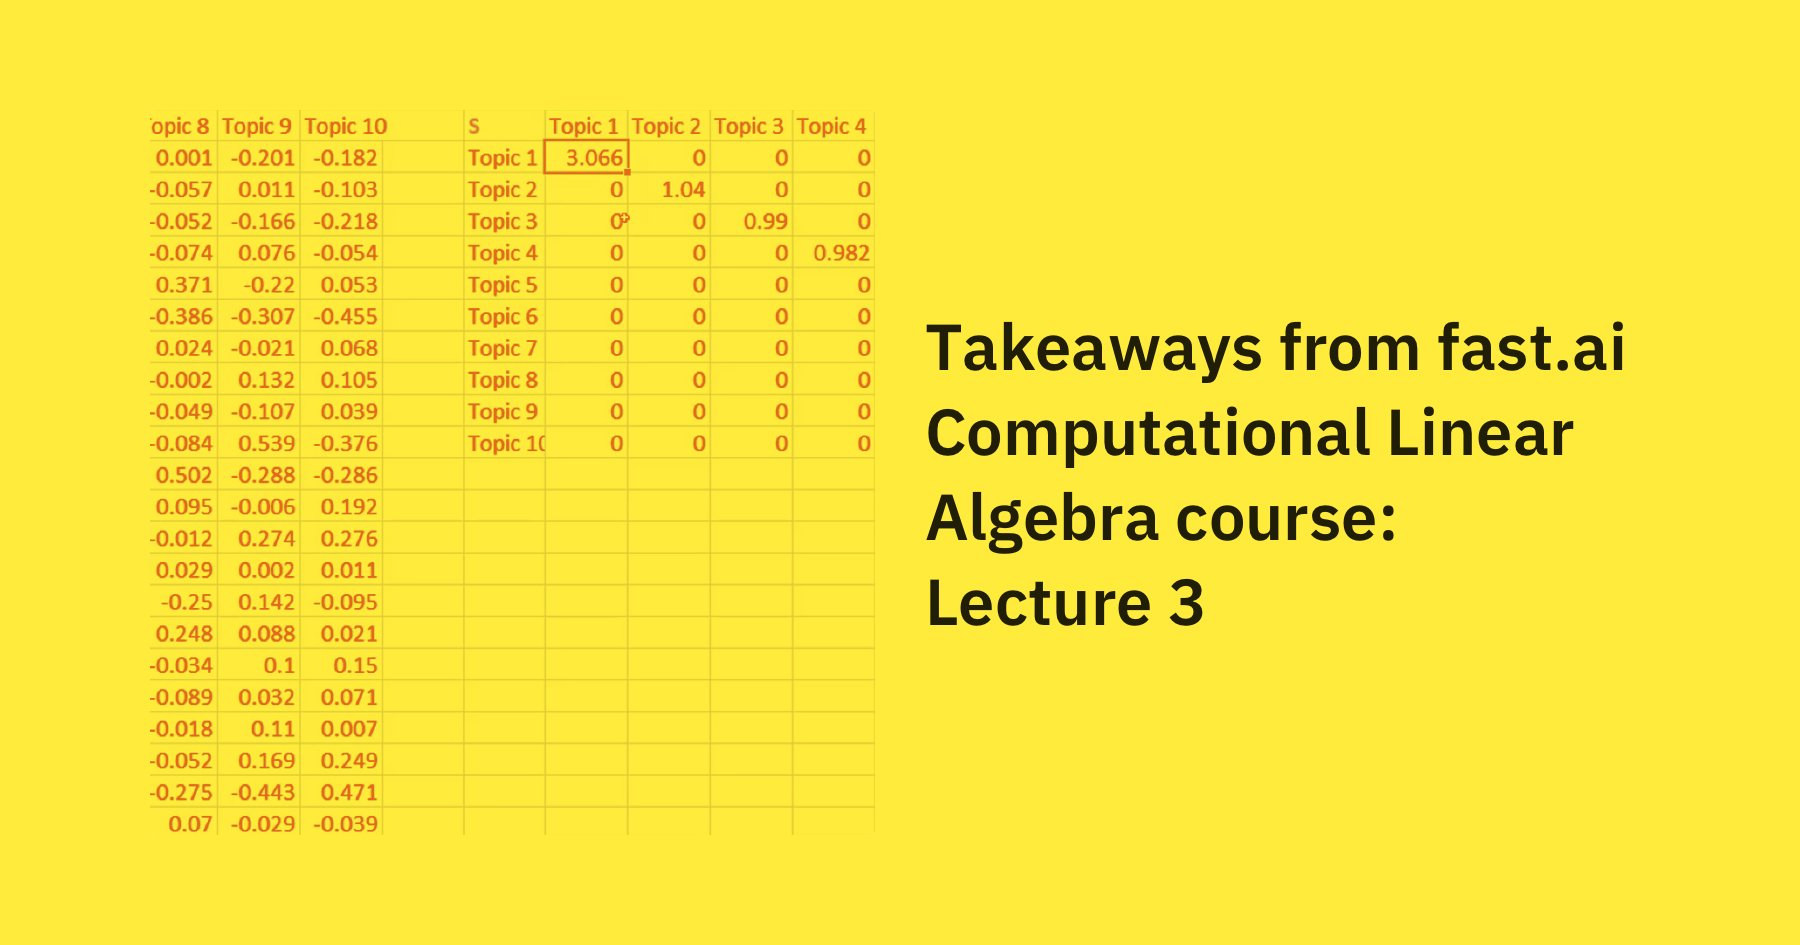 opic 8 Topic 9 Topic 10 S Topic 1 Topic 2 Topic 3 Topic 4
0.001 -0.201 -0.182 Topic 1 3.066 0 0 0
-0.057 0.011 -0.103 Topic 2 0 1.04 0 0
-0.052 -0.166 -0.218 Topic 3 0 0 0.99 0
-0.074 0.076 -0.054 Topic 4 0 0 0 0.982
0.371 -0.22 0.053 Topic 5 0 0 0 0
-0.386 -0.307 -0.455 Topic 6 0 0 0 0
0.024 -0.021 0.068 Topic 7 0 0 0 0
-0.002 0.132 0.105 Topic 8 0 0 0 0
-0.049 -0.107 0.039 Topic 9 0 0 0 0
-0.084 0.539 -0.376 Topic 10 0 0 0 0
0.502 -0.288 -0.286
0.095 -0.006 0.192
-0.012 0.274 0.276
0.029 0.002 0.011
-0.25 0.142 -0.095
0.248 0.088 0.021
-0.034 0.1 0.15
-0.089 0.032 0.071
-0.018 0.11 0.007
-0.052 0.169 0.249
-0.275 -0.443 0.471
0.07 -0.029 -0.039
Takeaways from fast.ai
Computational Linear
Algebra course:
Lecture 3